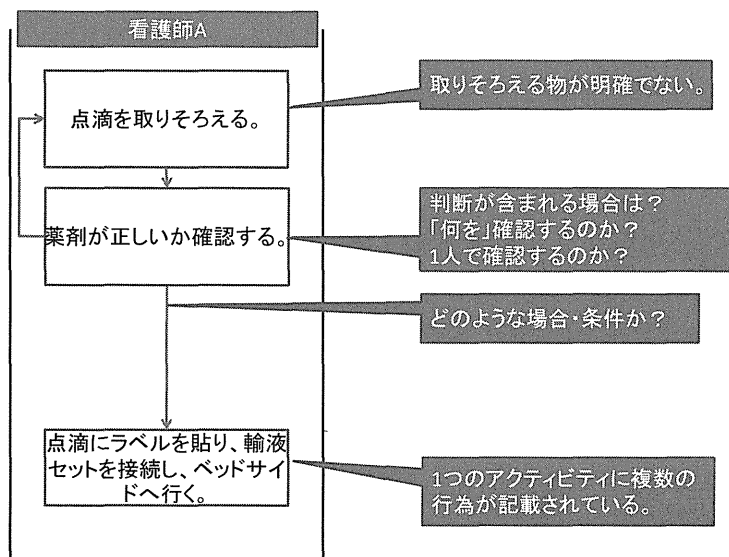 看護師A
点滴を取りそろえる。
取りそろえる物が明確でない。
薬剤が正しいか確認する。
判断が含まれる場合は？
「何を」確認するのか？
1人で確認するのか？
どのような場合・条件か？
点滴にラベルを貼り、輸液
セットを接続し、ベッドサイ
ドへ行く。
1つのアクティビティに複数の
行為が記載されている。